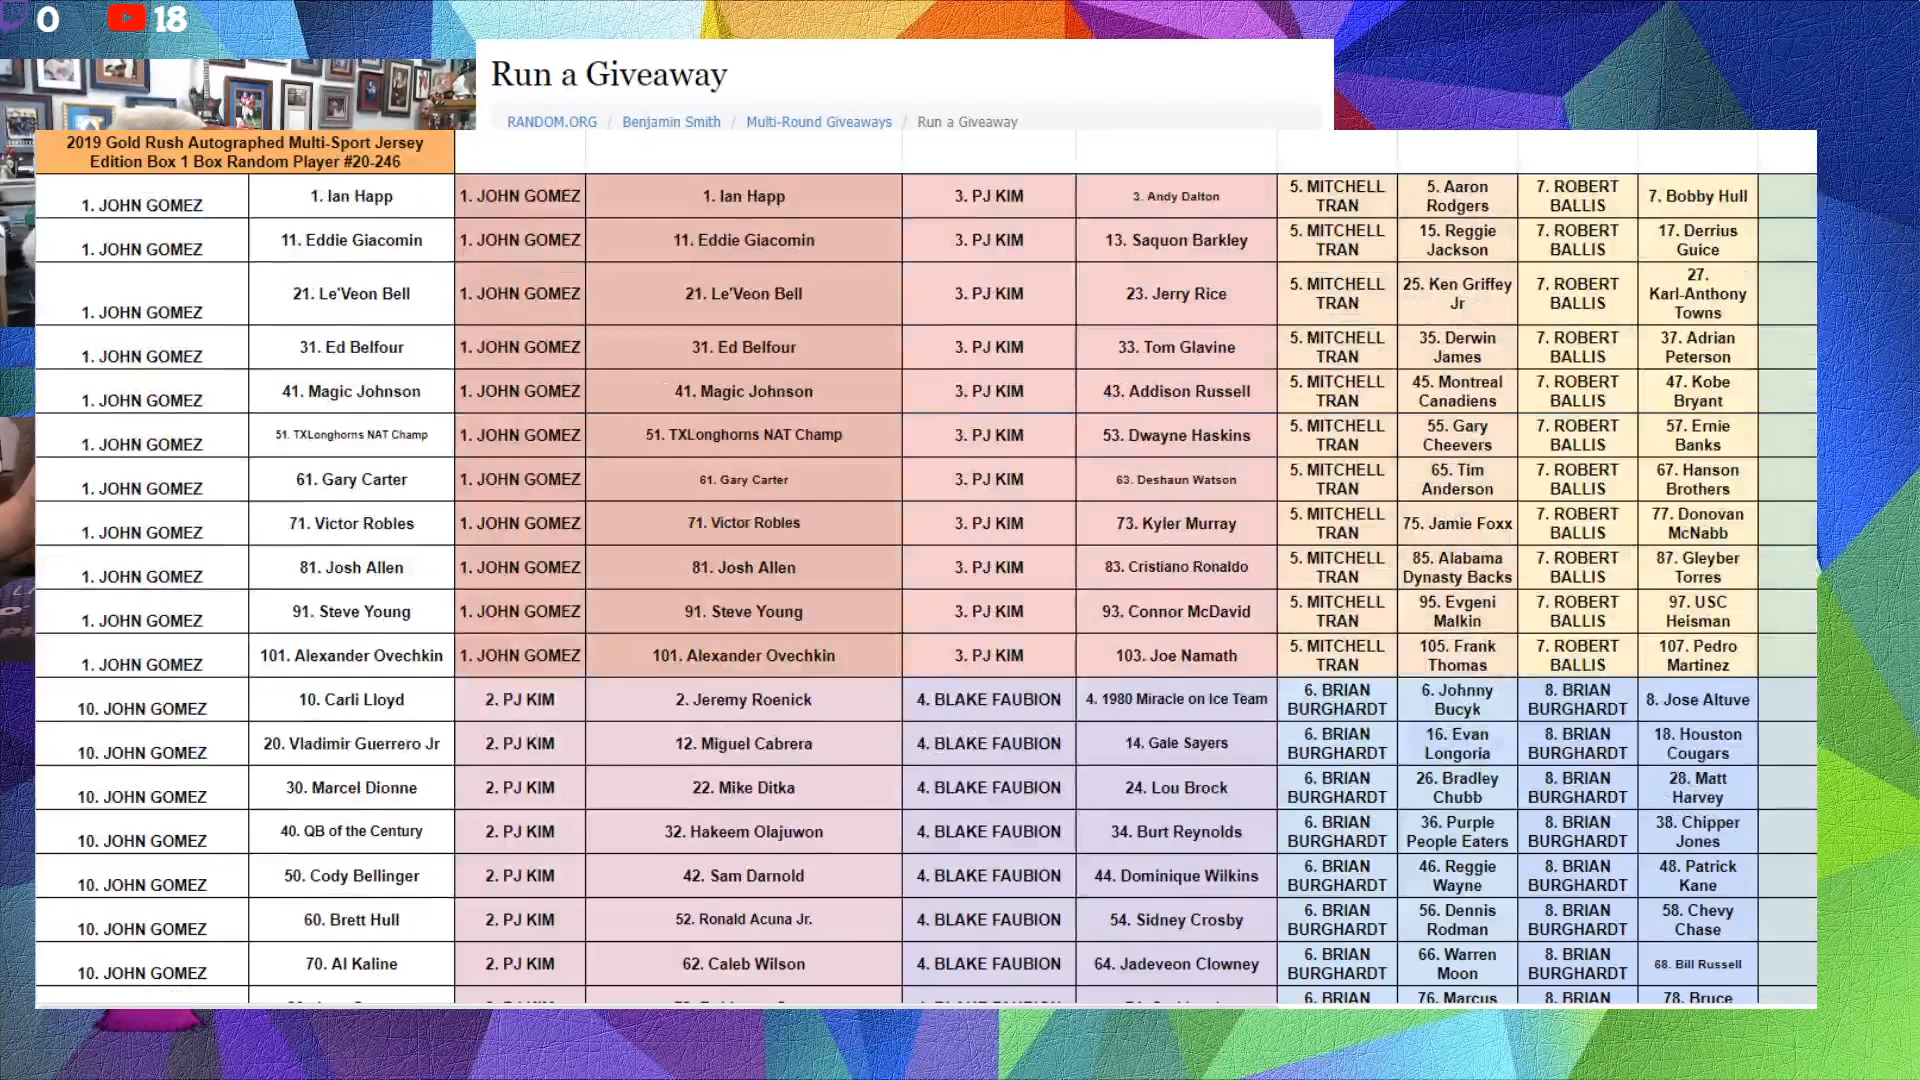 0 18
Run a Giveaway
RANDOM.ORG / Benjamin Smith / Multi-Round Giveaways / Run a Giveaway
2019 Gold Rush Autographed Multi-Sport Jersey
Edition Box 1 Box Random Player #20-246
1. JOHN GOMEZ 1. Ian Happ 1. JOHN GOMEZ 1. Ian Happ 3. PJ KIM 3. Andy Dalton 5. MITCHELL TRAN 5. Aaron Rodgers 7. ROBERT BALLIS 7. Bobby Hull
1. JOHN GOMEZ 11. Eddie Giacomin 1. JOHN GOMEZ 11. Eddie Giacomin 3. PJ KIM 13. Saquon Barkley 5. MITCHELL TRAN 15. Reggie Jackson 7. ROBERT BALLIS 17. Derrius Guice
1. JOHN GOMEZ 21. Le'Veon Bell 1. JOHN GOMEZ 21. Le'Veon Bell 3. PJ KIM 23. Jerry Rice 5. MITCHELL TRAN 25. Ken Griffey Jr 7. ROBERT BALLIS 27. Karl-Anthony Towns
1. JOHN GOMEZ 31. Ed Belfour 1. JOHN GOMEZ 31. Ed Belfour 3. PJ KIM 33. Tom Glavine 5. MITCHELL TRAN 35. Derwin James 7. ROBERT BALLIS 37. Adrian Peterson
1. JOHN GOMEZ 41. Magic Johnson 1. JOHN GOMEZ 41. Magic Johnson 3. PJ KIM 43. Addison Russell 5. MITCHELL TRAN 45. Montreal Canadiens 7. ROBERT BALLIS 47. Kobe Bryant
1. JOHN GOMEZ 51. TXLonghorns NAT Champ 1. JOHN GOMEZ 51. TXLonghorns NAT Champ 3. PJ KIM 53. Dwayne Haskins 5. MITCHELL TRAN 55. Gary Cheevers 7. ROBERT BALLIS 57. Ernie Banks
1. JOHN GOMEZ 61. Gary Carter 1. JOHN GOMEZ 61. Gary Carter 3. PJ KIM 63. Deshaun Watson 5. MITCHELL TRAN 65. Tim Anderson 7. ROBERT BALLIS 67. Hanson Brothers
1. JOHN GOMEZ 71. Victor Robles 1. JOHN GOMEZ 71. Victor Robles 3. PJ KIM 73. Kyler Murray 5. MITCHELL TRAN 75. Jamie Foxx 7. ROBERT BALLIS 77. Donovan McNabb
1. JOHN GOMEZ 81. Josh Allen 1. JOHN GOMEZ 81. Josh Allen 3. PJ KIM 83. Cristiano Ronaldo 5. MITCHELL TRAN 85. Alabama Dynasty Backs 7. ROBERT BALLIS 87. Gleyber Torres
1. JOHN GOMEZ 91. Steve Young 1. JOHN GOMEZ 91. Steve Young 3. PJ KIM 93. Connor McDavid 5. MITCHELL TRAN 95. Evgeni Malkin 7. ROBERT BALLIS 97. USC Heisman
1. JOHN GOMEZ 101. Alexander Ovechkin 1. JOHN GOMEZ 101. Alexander Ovechkin 3. PJ KIM 103. Joe Namath 5. MITCHELL TRAN 105. Frank Thomas 7. ROBERT BALLIS 107. Pedro Martinez
10. JOHN GOMEZ 10. Carli Lloyd 2. PJ KIM 2. Jeremy Roenick 4. BLAKE FAUBION 4. 1980 Miracle on Ice Team 6. BRIAN BURGHARDT 6. Johnny Bucyk 8. BRIAN BURGHARDT 8. Jose Altuve
10. JOHN GOMEZ 20. Vladimir Guerrero Jr 2. PJ KIM 12. Miguel Cabrera 4. BLAKE FAUBION 14. Gale Sayers 6. BRIAN BURGHARDT 16. Evan Longoria 8. BRIAN BURGHARDT 18. Houston Cougars
10. JOHN GOMEZ 30. Marcel Dionne 2. PJ KIM 22. Mike Ditka 4. BLAKE FAUBION 24. Lou Brock 6. BRIAN BURGHARDT 26. Bradley Chubb 8. BRIAN BURGHARDT 28. Matt Harvey
10. JOHN GOMEZ 40. QB of the Century 2. PJ KIM 32. Hakeem Olajuwon 4. BLAKE FAUBION 34. Burt Reynolds 6. BRIAN BURGHARDT 36. Purple People Eaters 8. BRIAN BURGHARDT 38. Chipper Jones
10. JOHN GOMEZ 50. Cody Bellinger 2. PJ KIM 42. Sam Darnold 4. BLAKE FAUBION 44. Dominique Wilkins 6. BRIAN BURGHARDT 46. Reggie Wayne 8. BRIAN BURGHARDT 48. Patrick Kane
10. JOHN GOMEZ 60. Brett Hull 2. PJ KIM 52. Ronald Acuna Jr. 4. BLAKE FAUBION 54. Sidney Crosby 6. BRIAN BURGHARDT 56. Dennis Rodman 8. BRIAN BURGHARDT 58. Chevy Chase
10. JOHN GOMEZ 70. Al Kaline 2. PJ KIM 62. Caleb Wilson 4. BLAKE FAUBION 64. Jadeveon Clowney 6. BRIAN BURGHARDT 66. Warren Moon 8. BRIAN BURGHARDT 68. Bill Russell
6. BRIAN 76. Marcus 8. BRIAN 78. Bruce